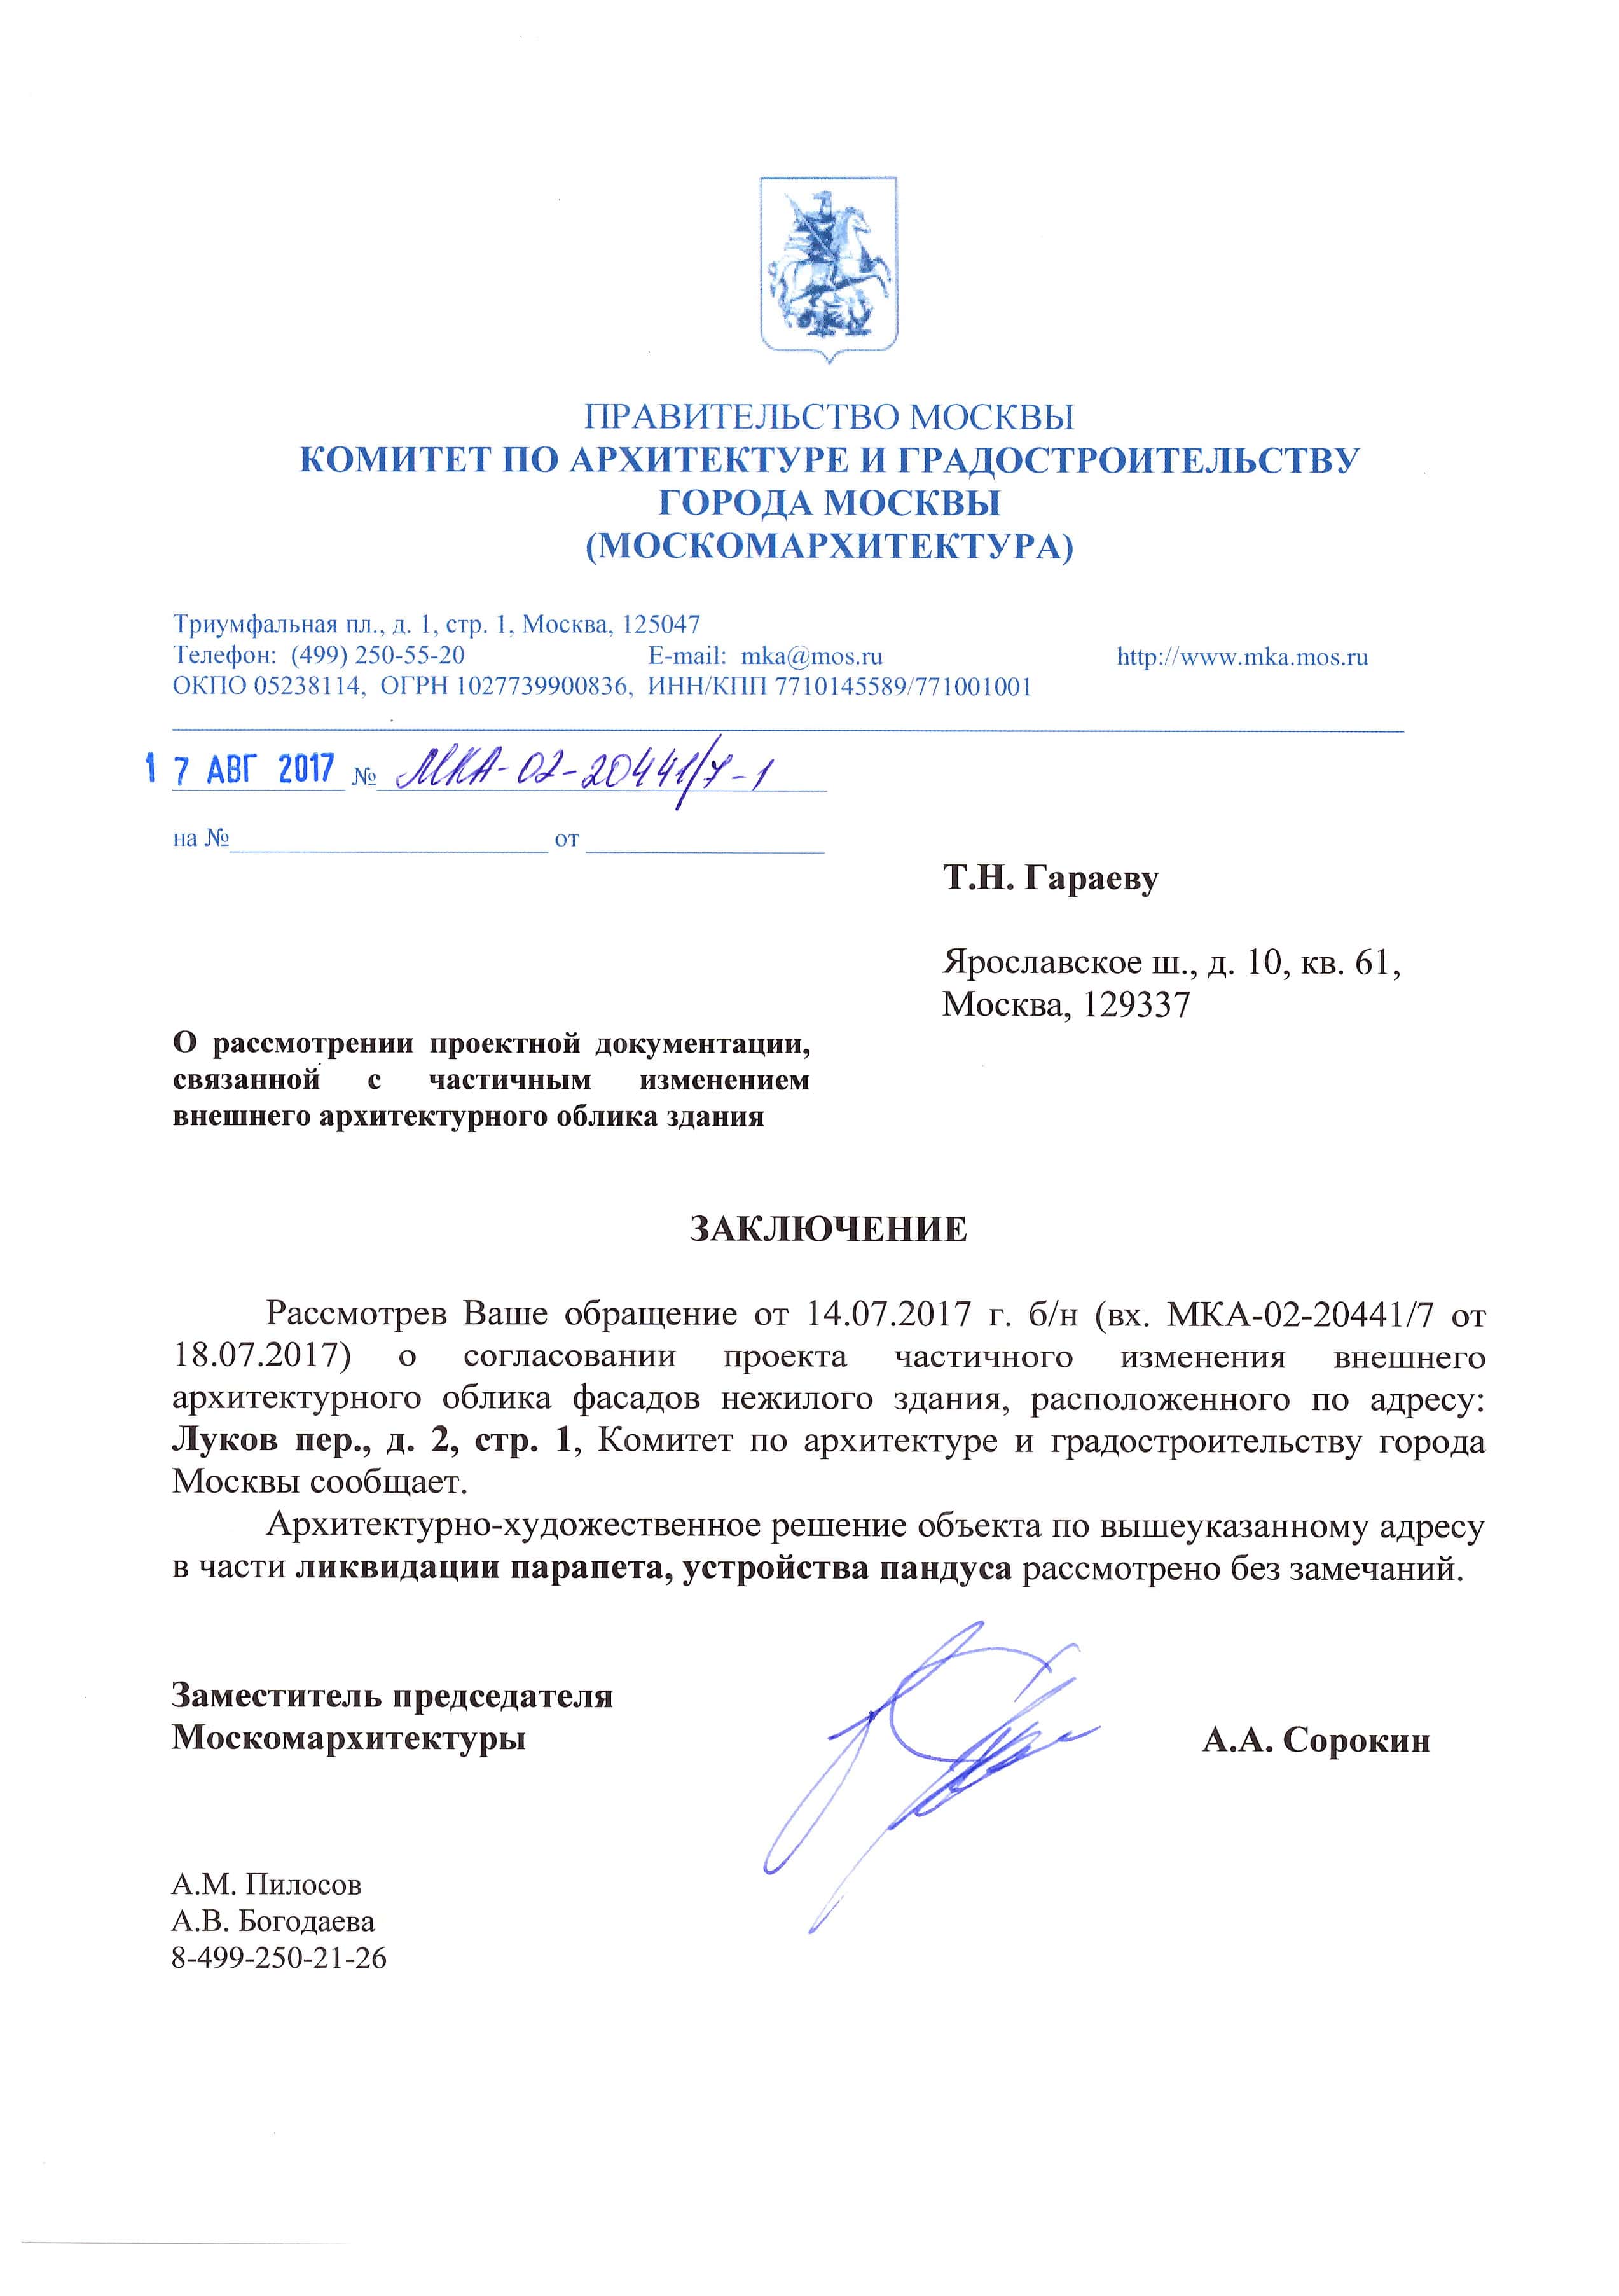 ПРАВИТЕЛЬСТВО МОСКВЫ
КОМИТЕТ ПО АРХИТЕКТУРЕ И ГРАДОСТРОИТЕЛЬСТВУ
ГОРОДА МОСКВЫ
(МОСКОМАРХИТЕКТУРА)
Триумфальная пл., д. 1, стр. 1, Москва, 125047
Телефон: (499) 250-55-20 E-mail: mka@mos.ru http://www.mka.mos.ru
ОКПО 05238114, ОГРН 1027739900836, ИНН/КПП 7710145589/771001001
17 АВГ 2017 № МКА-02-20441/7-1
на № от
Т.Н. Гараеву
Ярославское ш., д. 10, кв. 61,
Москва, 129337
О рассмотрении проектной документации,
связанной с частичным изменением
внешнего архитектурного облика здания
ЗАКЛЮЧЕНИЕ
Рассмотрев Ваше обращение от 14.07.2017 г. б/н (вх. МКА-02-20441/7 от
18.07.2017) о согласовании проекта частичного изменения внешнего
архитектурного облика фасадов нежилого здания, расположенного по адресу:
Луков пер., д. 2, стр. 1, Комитет по архитектуре и градостроительству города
Москвы сообщает.
Архитектурно-художественное решение объекта по вышеуказанному адресу
в части ликвидации парапета, устройства пандуса рассмотрено без замечаний.
Заместитель председателя
Москомархитектуры А.А. Сорокин
А.М. Пилосов
А.В. Богодаева
8-499-250-21-26